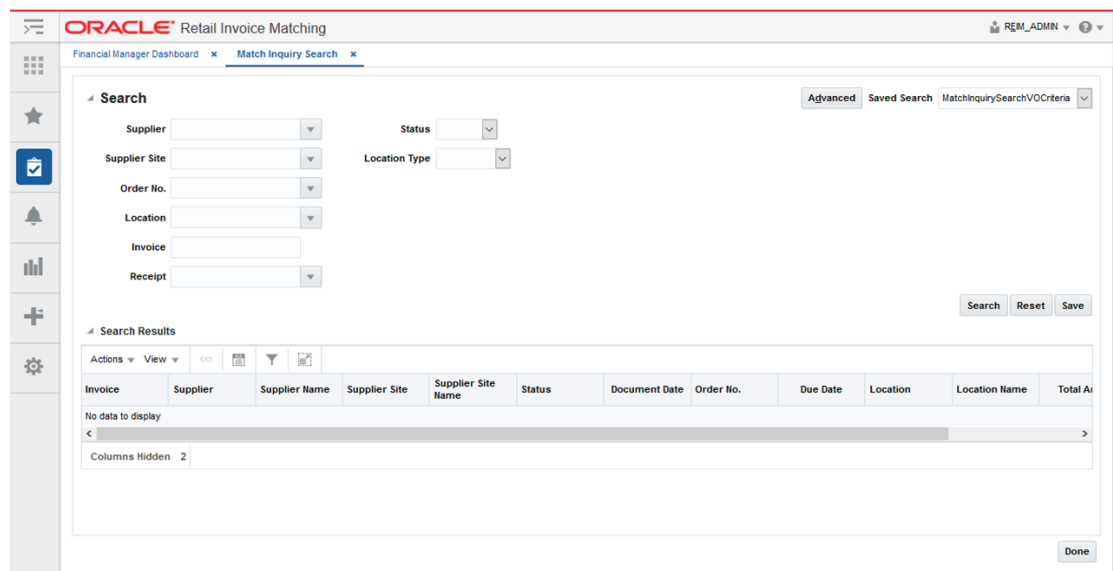 ORACLE® Retail Invoice Matching REIM_ADMIN
Financial Manager Dashboard Match Inquiry Search
Search Advanced Saved Search MatchInquirySearchVOCriteria
Supplier Status
Supplier Site Location Type
Order No.
Location
Invoice
Receipt
Search Reset Save
Search Results
Actions View
Invoice Supplier Supplier Name Supplier Site Supplier Site Name Status Document Date Order No. Due Date Location Location Name Total A
No data to display
Columns Hidden 2
Done